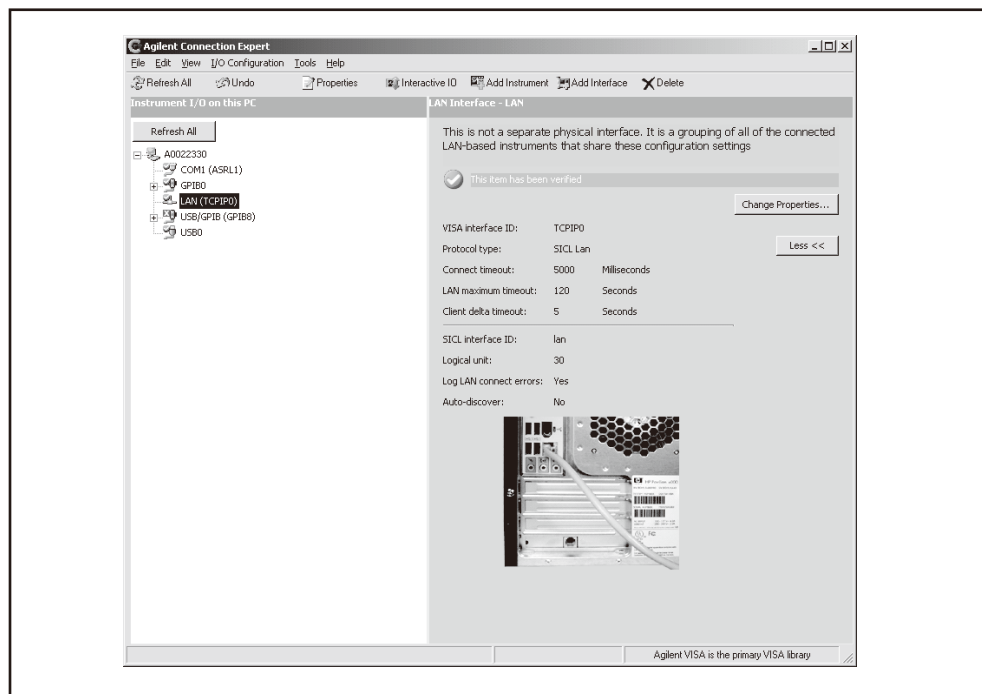 Agilent Connection Expert
File Edit View I/O Configuration Tools Help
Refresh All Undo Properties Interactive IO Add Instrument Add Interface Delete
Instrument I/O on this PC
Refresh All
A0022330
COM1 (ASRL1)
GPIB0
LAN (TCPIP0)
USB/GPIB (GPIB8)
USB0
LAN Interface - LAN
This is not a separate physical interface. It is a grouping of all of the connected
LAN-based instruments that share these configuration settings
This item has been verified
Change Properties...
Less <<
VISA interface ID: TCPIP0
Protocol type: SICL Lan
Connect timeout: 5000 Milliseconds
LAN maximum timeout: 120 Seconds
Client delta timeout: 5 Seconds
SICL interface ID: lan
Logical unit: 30
Log LAN connect errors: Yes
Auto-discover: No
Agilent VISA is the primary VISA library